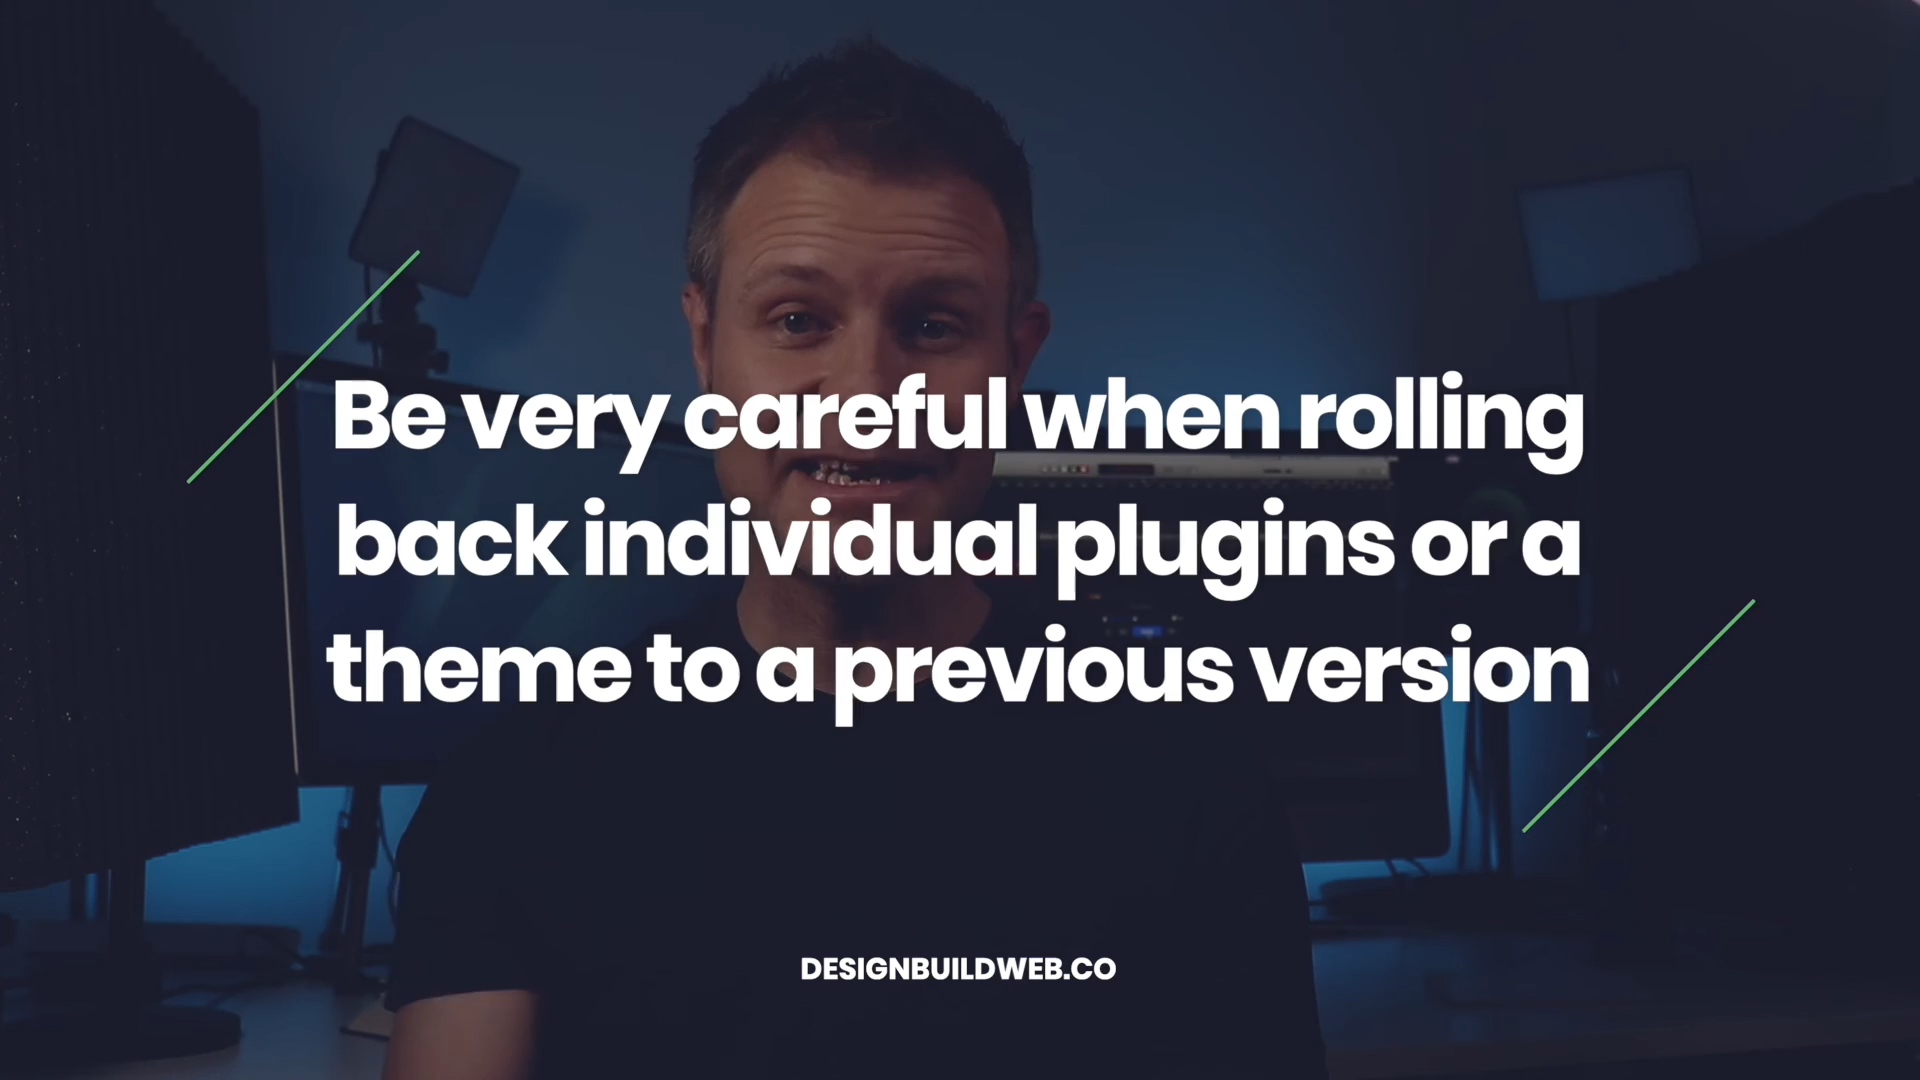 Be very careful when rolling
back individual plugins or a
theme to a previous version
DESIGNBUILDWEB.CO